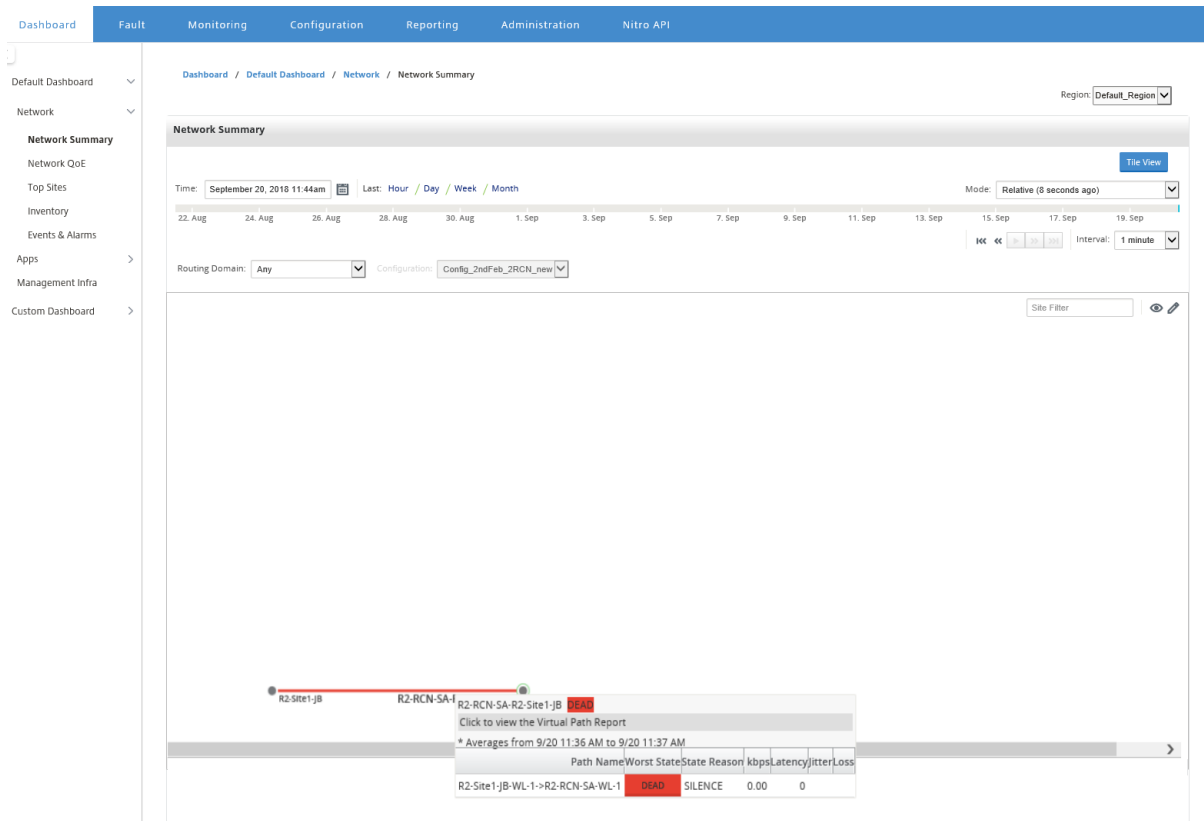 Dashboard Fault Monitoring Configuration Reporting Administration Nitro API
Default Dashboard
Network
Network Summary
Network QoE
Top Sites
Inventory
Events & Alarms
Apps
Management Infra
Custom Dashboard
Dashboard / Default Dashboard / Network / Network Summary
Region: Default_Region
Network Summary
Tile View
Time: September 20, 2018 11:44am Last: Hour / Day / Week / Month Mode: Relative (8 seconds ago)
22. Aug 24. Aug 26. Aug 28. Aug 30. Aug 1. Sep 3. Sep 5. Sep 7. Sep 9. Sep 11. Sep 13. Sep 15. Sep 17. Sep 19. Sep
Interval: 1 minute
Routing Domain: Any Configuration: Config_2ndFeb_2RCN_new
Site Filter
R2-Site1-JB R2-RCN-SA-
R2-RCN-SA-R2-Site1-JB DEAD
Click to view the Virtual Path Report
* Averages from 9/20 11:36 AM to 9/20 11:37 AM
Path Name Worst State State Reason kbps Latency Jitter Loss
R2-Site1-JB-WL-1->R2-RCN-SA-WL-1 DEAD SILENCE 0.00 0